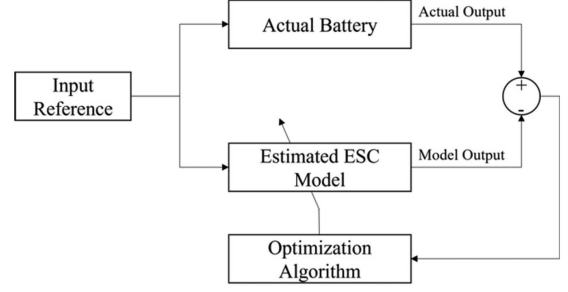 Actual Battery
Actual Output
Input
Reference
+
-
Estimated ESC
Model
Model Output
Optimization
Algorithm